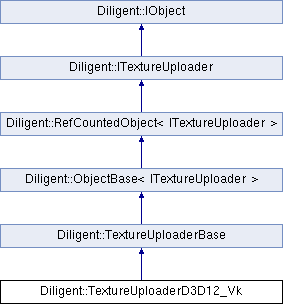 Diligent::IObject
Diligent::ITextureUploader
Diligent::RefCountedObject< ITextureUploader >
Diligent::ObjectBase< ITextureUploader >
Diligent::TextureUploaderBase
Diligent::TextureUploaderD3D12_Vk